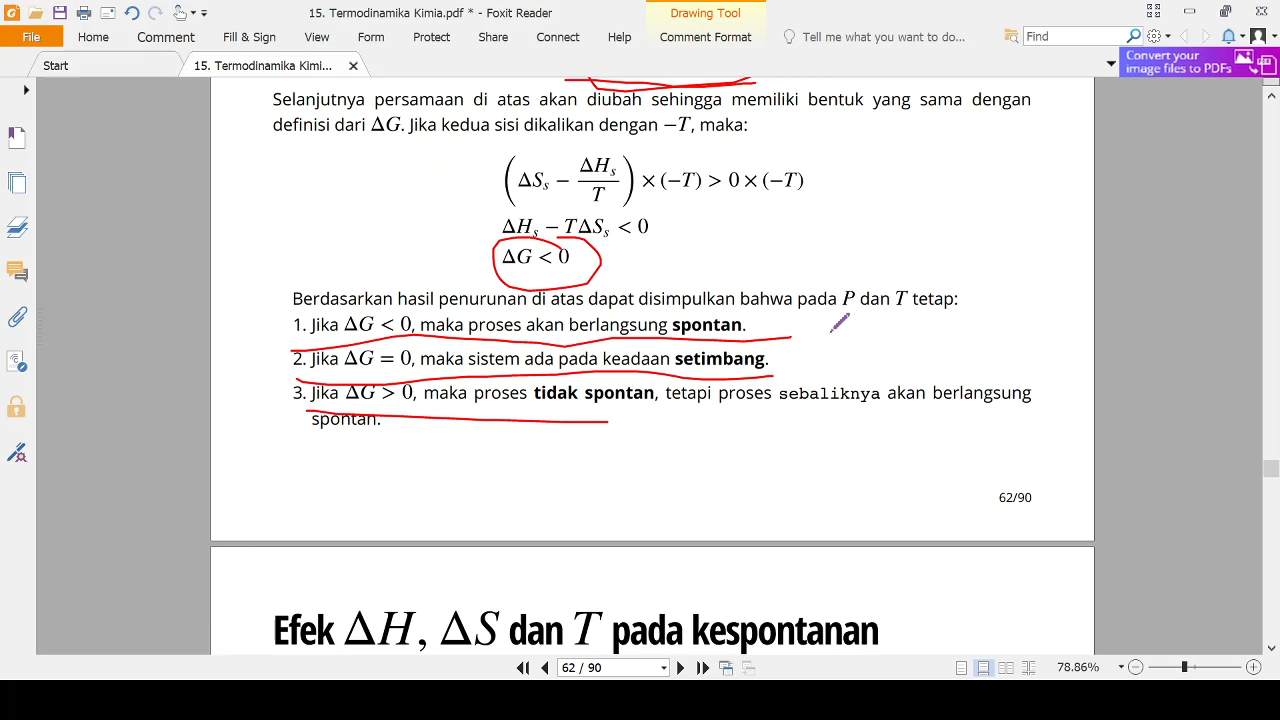 15. Termodinamika Kimia.pdf * - Foxit Reader
Drawing Tool
File Home Comment Fill & Sign View Form Protect Share Connect Help Comment Format Tell me what you want to do... Find
Start
15. Termodinamika Kimi...
Convert your
image files to PDFs
Selanjutnya persamaan di atas akan diubah sehingga memiliki bentuk yang sama dengan
definisi dari ΔG. Jika kedua sisi dikalikan dengan −T, maka:
(ΔSₛ − ΔHₛ/T) × (−T) > 0 × (−T)
ΔHₛ − TΔSₛ < 0
ΔG < 0
Berdasarkan hasil penurunan di atas dapat disimpulkan bahwa pada P dan T tetap:
1. Jika ΔG < 0, maka proses akan berlangsung spontan.
2. Jika ΔG = 0, maka sistem ada pada keadaan setimbang.
3. Jika ΔG > 0, maka proses tidak spontan, tetapi proses sebaliknya akan berlangsung
spontan.
62/90
Efek ΔH, ΔS dan T pada kespontanan
62 / 90
78.86%